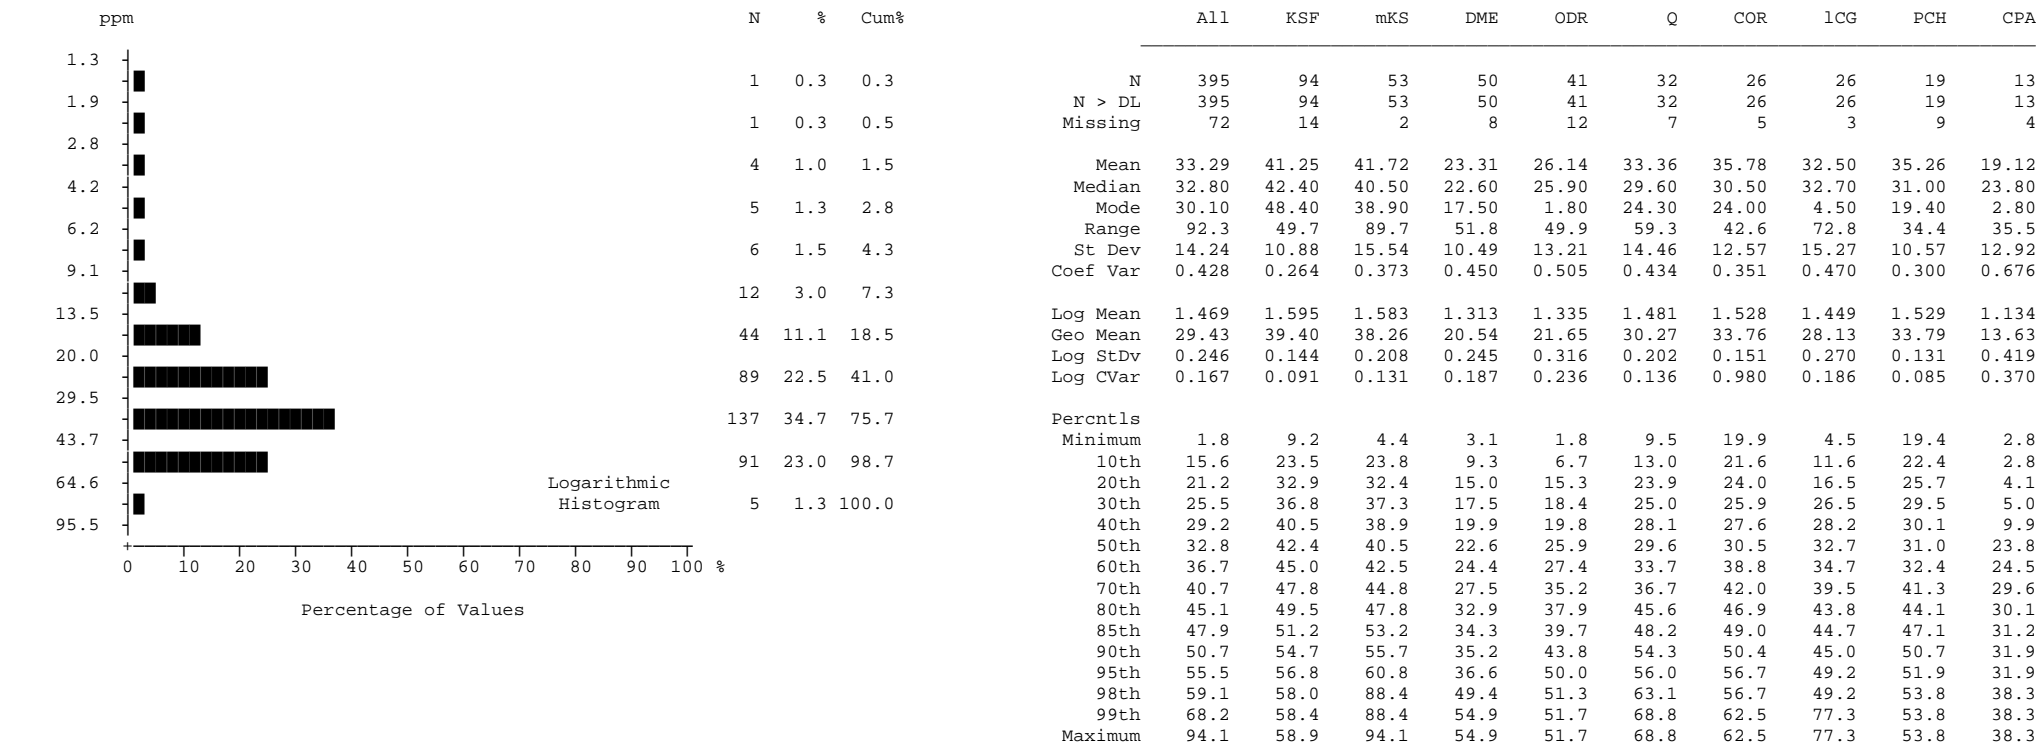 ppm N % Cum% All KSF mKS DME ODR Q COR lCG PCH CPA
1.3
1 0.3 0.3 N 395 94 53 50 41 32 26 26 19 13
1.9 N > DL 395 94 53 50 41 32 26 26 19 13
1 0.3 0.5 Missing 72 14 2 8 12 7 5 3 9 4
2.8
4 1.0 1.5 Mean 33.29 41.25 41.72 23.31 26.14 33.36 35.78 32.50 35.26 19.12
4.2 Median 32.80 42.40 40.50 22.60 25.90 29.60 30.50 32.70 31.00 23.80
5 1.3 2.8 Mode 30.10 48.40 38.90 17.50 1.80 24.30 24.00 4.50 19.40 2.80
6.2 Range 92.3 49.7 89.7 51.8 49.9 59.3 42.6 72.8 34.4 35.5
6 1.5 4.3 St Dev 14.24 10.88 15.54 10.49 13.21 14.46 12.57 15.27 10.57 12.92
9.1 Coef Var 0.428 0.264 0.373 0.450 0.505 0.434 0.351 0.470 0.300 0.676
12 3.0 7.3
13.5 Log Mean 1.469 1.595 1.583 1.313 1.335 1.481 1.528 1.449 1.529 1.134
44 11.1 18.5 Geo Mean 29.43 39.40 38.26 20.54 21.65 30.27 33.76 28.13 33.79 13.63
20.0 Log StDv 0.246 0.144 0.208 0.245 0.316 0.202 0.151 0.270 0.131 0.419
89 22.5 41.0 Log CVar 0.167 0.091 0.131 0.187 0.236 0.136 0.980 0.186 0.085 0.370
29.5
137 34.7 75.7 Percntls
43.7 Minimum 1.8 9.2 4.4 3.1 1.8 9.5 19.9 4.5 19.4 2.8
91 23.0 98.7 10th 15.6 23.5 23.8 9.3 6.7 13.0 21.6 11.6 22.4 2.8
64.6 Logarithmic 20th 21.2 32.9 32.4 15.0 15.3 23.9 24.0 16.5 25.7 4.1
Histogram 5 1.3 100.0 30th 25.5 36.8 37.3 17.5 18.4 25.0 25.9 26.5 29.5 5.0
95.5 40th 29.2 40.5 38.9 19.9 19.8 28.1 27.6 28.2 30.1 9.9
50th 32.8 42.4 40.5 22.6 25.9 29.6 30.5 32.7 31.0 23.8
0 10 20 30 40 50 60 70 80 90 100 % 60th 36.7 45.0 42.5 24.4 27.4 33.7 38.8 34.7 32.4 24.5
70th 40.7 47.8 44.8 27.5 35.2 36.7 42.0 39.5 41.3 29.6
Percentage of Values 80th 45.1 49.5 47.8 32.9 37.9 45.6 46.9 43.8 44.1 30.1
85th 47.9 51.2 53.2 34.3 39.7 48.2 49.0 44.7 47.1 31.2
90th 50.7 54.7 55.7 35.2 43.8 54.3 50.4 45.0 50.7 31.9
95th 55.5 56.8 60.8 36.6 50.0 56.0 56.7 49.2 51.9 31.9
98th 59.1 58.0 88.4 49.4 51.3 63.1 56.7 49.2 53.8 38.3
99th 68.2 58.4 88.4 54.9 51.7 68.8 62.5 77.3 53.8 38.3
Maximum 94.1 58.9 94.1 54.9 51.7 68.8 62.5 77.3 53.8 38.3